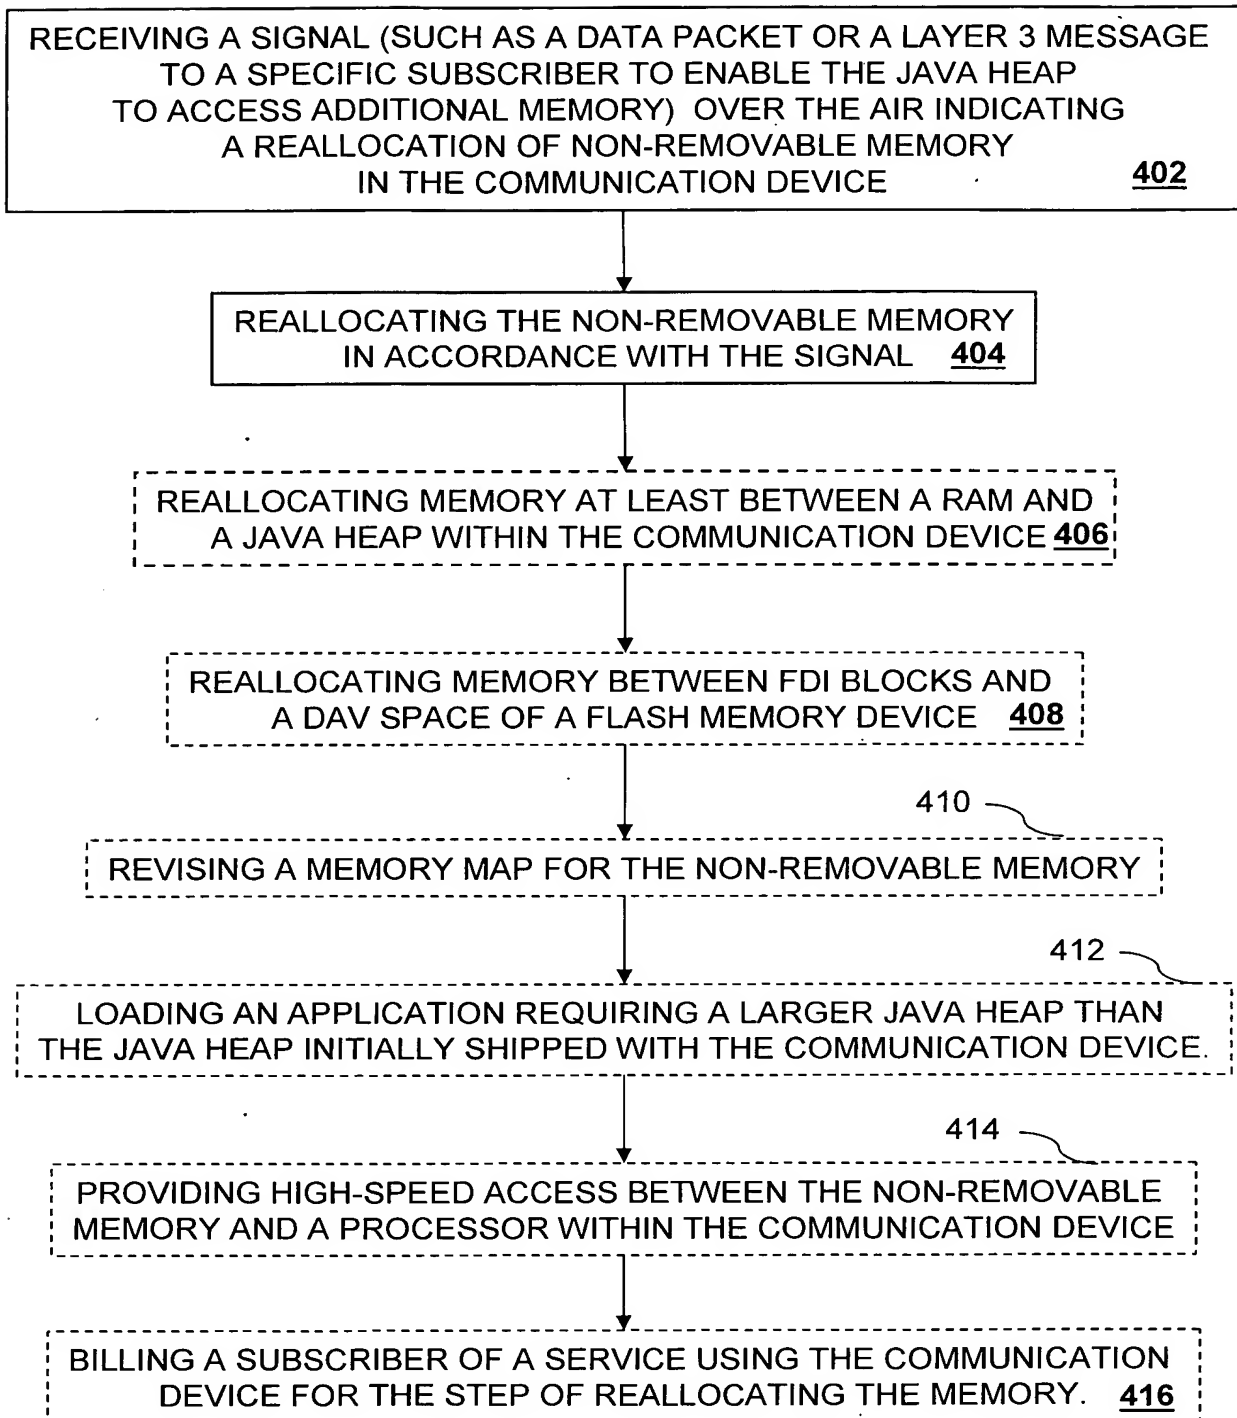 RECEIVING A SIGNAL (SUCH AS A DATA PACKET OR A LAYER 3 MESSAGE
TO A SPECIFIC SUBSCRIBER TO ENABLE THE JAVA HEAP
TO ACCESS ADDITIONAL MEMORY) OVER THE AIR INDICATING
A REALLOCATION OF NON-REMOVABLE MEMORY
IN THE COMMUNICATION DEVICE 402
REALLOCATING THE NON-REMOVABLE MEMORY
IN ACCORDANCE WITH THE SIGNAL 404
REALLOCATING MEMORY AT LEAST BETWEEN A RAM AND
A JAVA HEAP WITHIN THE COMMUNICATION DEVICE 406
REALLOCATING MEMORY BETWEEN FDI BLOCKS AND
A DAV SPACE OF A FLASH MEMORY DEVICE 408
410
REVISING A MEMORY MAP FOR THE NON-REMOVABLE MEMORY
412
LOADING AN APPLICATION REQUIRING A LARGER JAVA HEAP THAN
THE JAVA HEAP INITIALLY SHIPPED WITH THE COMMUNICATION DEVICE.
414
PROVIDING HIGH-SPEED ACCESS BETWEEN THE NON-REMOVABLE
MEMORY AND A PROCESSOR WITHIN THE COMMUNICATION DEVICE
BILLING A SUBSCRIBER OF A SERVICE USING THE COMMUNICATION
DEVICE FOR THE STEP OF REALLOCATING THE MEMORY. 416